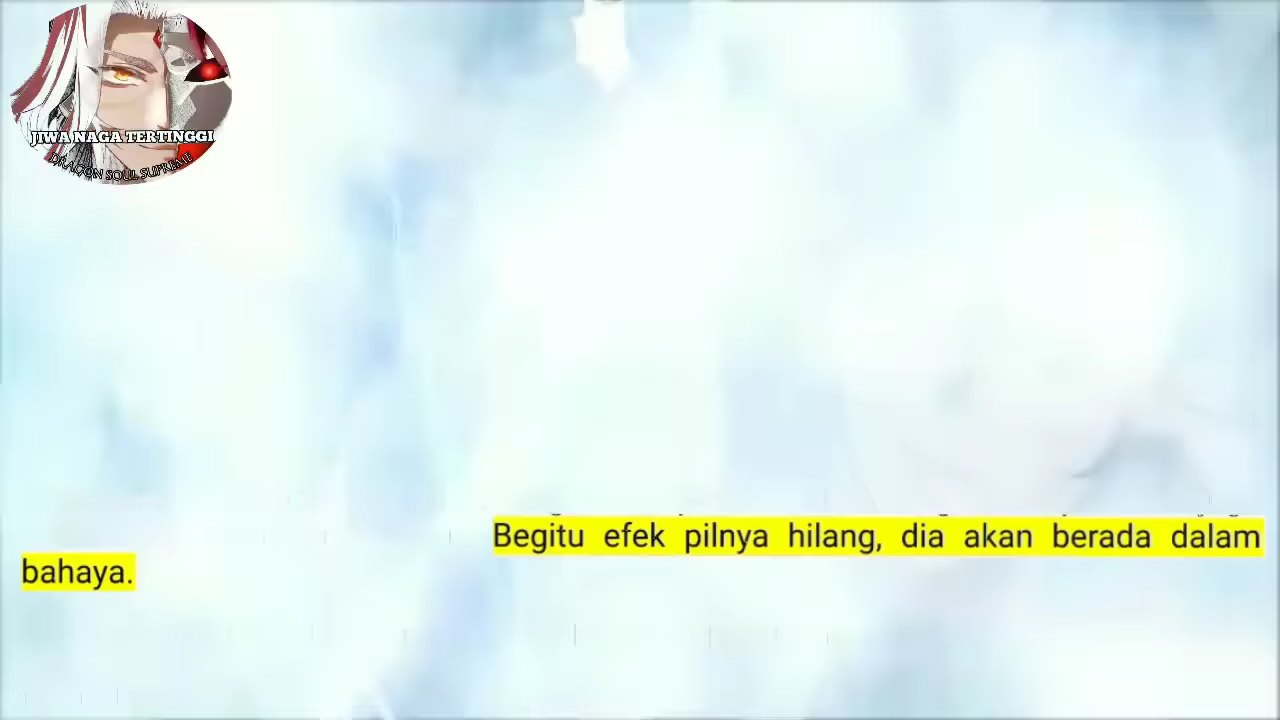 JIWA NAGA TERTINGGI
DRAGON SOUL SUPREME
Begitu efek pilnya hilang, dia akan berada dalam
bahaya.